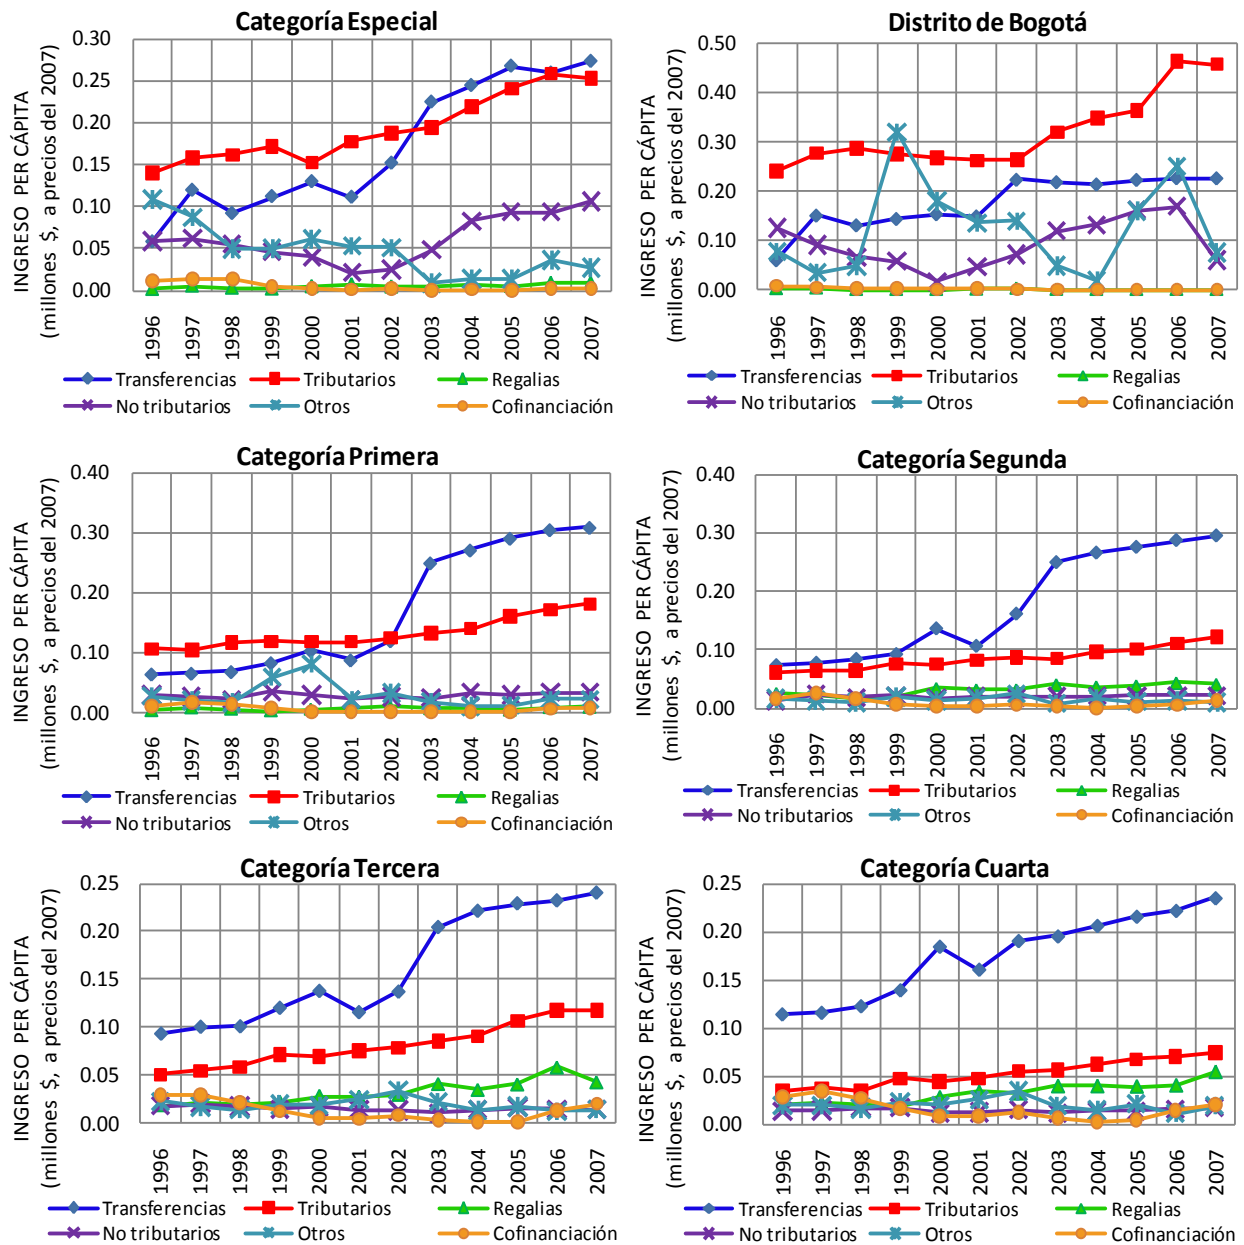 Categoría Especial
INGRESO PER CÁPITA
(millones $, a precios del 2007)
0.30
0.25
0.20
0.15
0.10
0.05
0.00
1996 1997 1998 1999 2000 2001 2002 2003 2004 2005 2006 2007
Transferencias Tributarios Regalias
No tributarios Otros Cofinanciación
Distrito de Bogotá
INGRESO PER CÁPITA
(millones $, a precios del 2007)
0.50
0.40
0.30
0.20
0.10
0.00
1996 1997 1998 1999 2000 2001 2002 2003 2004 2005 2006 2007
Transferencias Tributarios Regalias
No tributarios Otros Cofinanciación
Categoría Primera
INGRESO PER CÁPITA
(millones $, a precios del 2007)
0.40
0.30
0.20
0.10
0.00
1996 1997 1998 1999 2000 2001 2002 2003 2004 2005 2006 2007
Transferencias Tributarios Regalias
No tributarios Otros Cofinanciación
Categoría Segunda
INGRESO PER CÁPITA
(millones $, a precios del 2007)
0.40
0.30
0.20
0.10
0.00
1996 1997 1998 1999 2000 2001 2002 2003 2004 2005 2006 2007
Transferencias Tributarios Regalias
No tributarios Otros Cofinanciación
Categoría Tercera
INGRESO PER CÁPITA
(millones $, a precios del 2007)
0.25
0.20
0.15
0.10
0.05
0.00
1996 1997 1998 1999 2000 2001 2002 2003 2004 2005 2006 2007
Transferencias Tributarios Regalias
No tributarios Otros Cofinanciación
Categoría Cuarta
INGRESO PER CÁPITA
(millones $, a precios del 2007)
0.25
0.20
0.15
0.10
0.05
0.00
1996 1997 1998 1999 2000 2001 2002 2003 2004 2005 2006 2007
Transferencias Tributarios Regalias
No tributarios Otros Cofinanciación